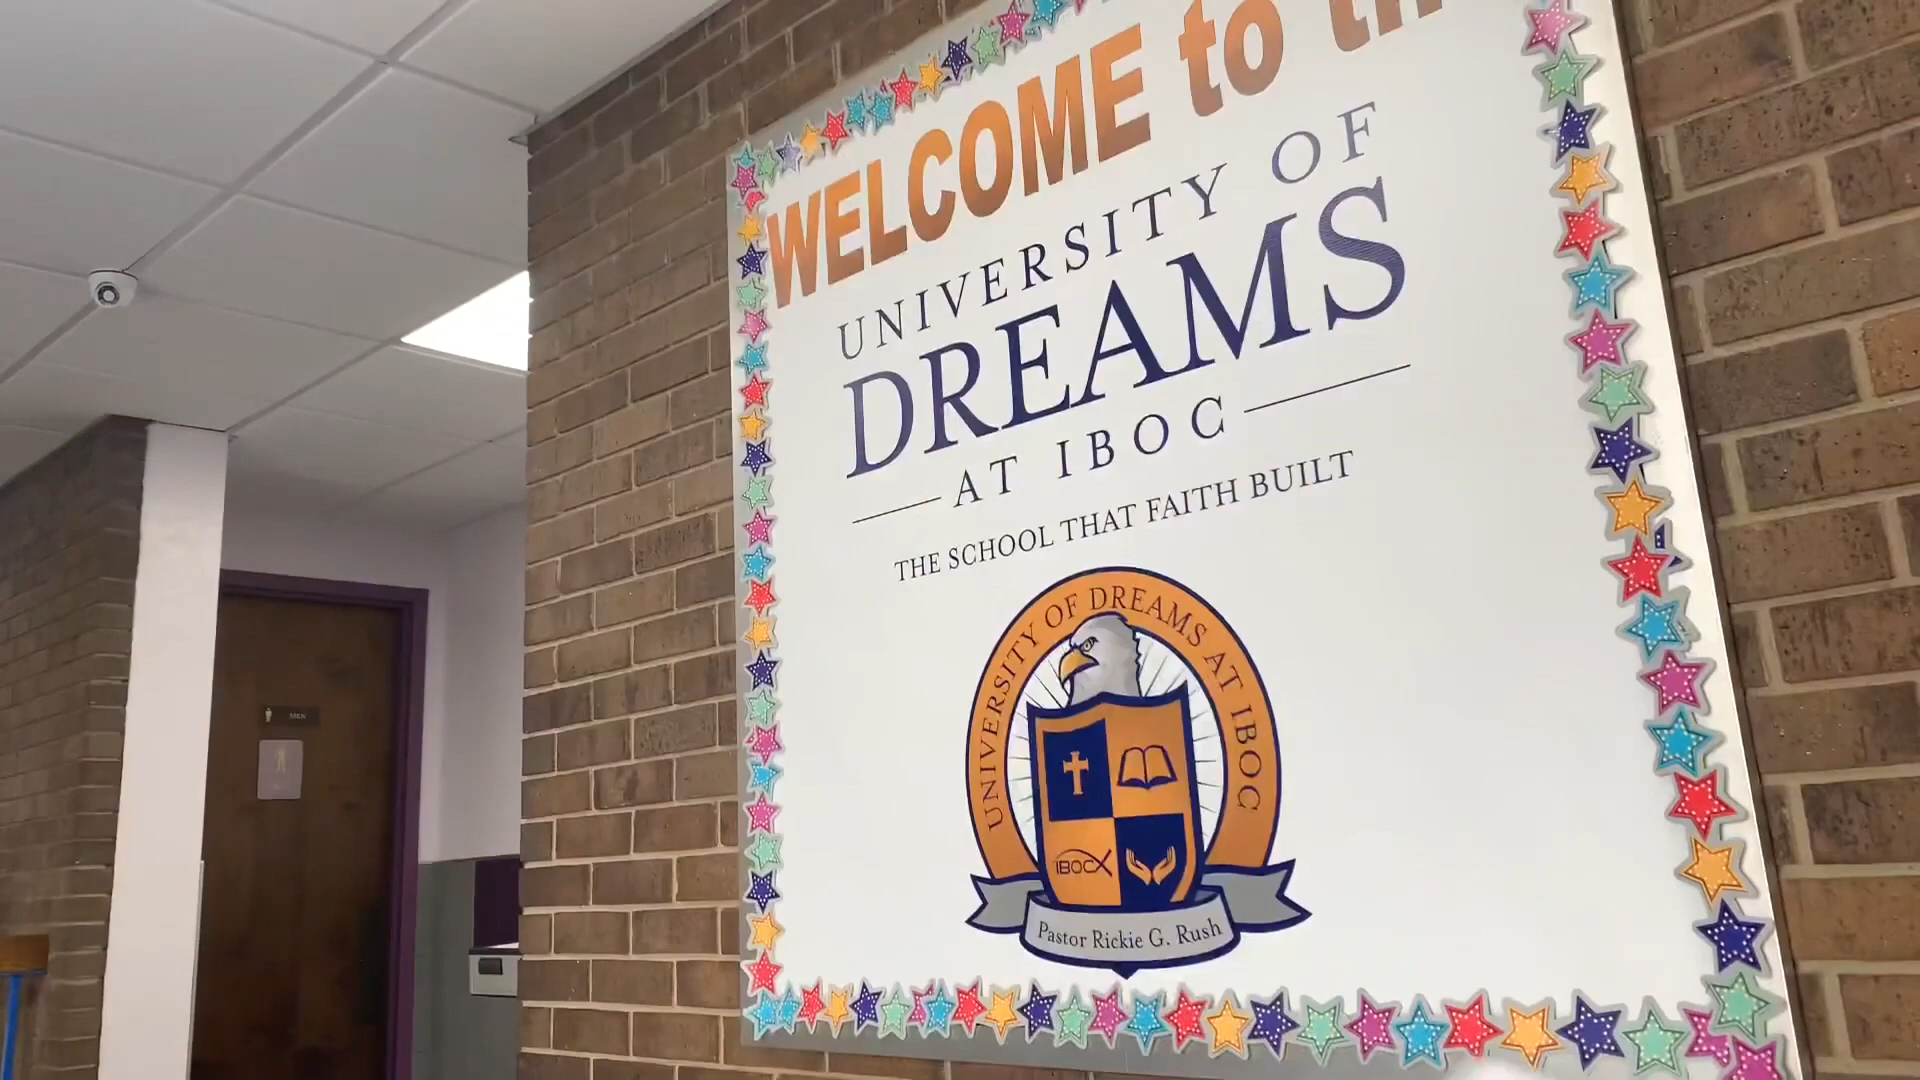 WELCOME to th
UNIVERSITY OF
DREAMS
AT IBOC
THE SCHOOL THAT FAITH BUILT
UNIVERSITY OF DREAMS AT IBOC
IBOC
Pastor Rickie G. Rush
MEN